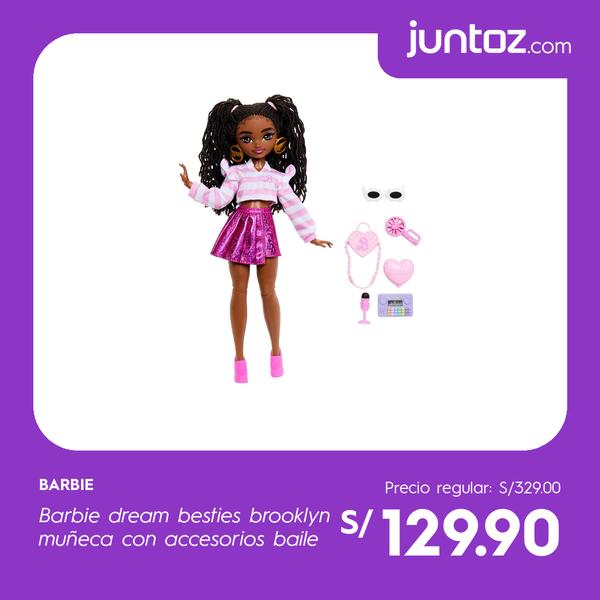 juntoz.com
B
BARBIE
Barbie dream besties brooklyn
muñeca con accesorios baile
Precio regular: S/329.00
S/129.90